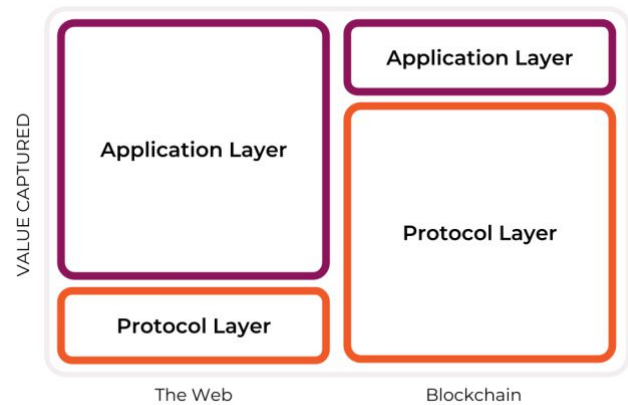 VALUE CAPTURED
Application Layer
Protocol Layer
Application Layer
Protocol Layer
The Web
Blockchain